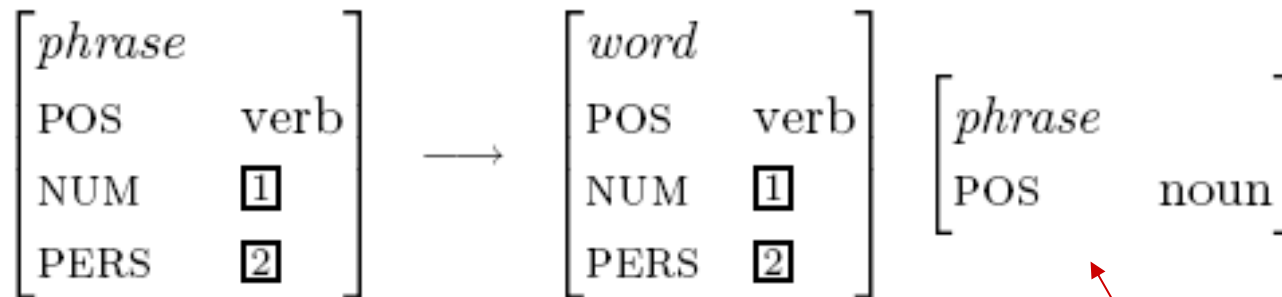 phrase
POS verb
NUM 1
PERS 2
→
word
POS verb
NUM 1
PERS 2
phrase
POS noun